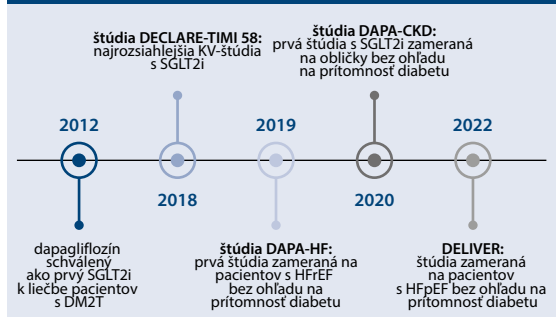 štúdia DECLARE-TIMI 58:
najrozsiahlejšia KV-štúdia
s SGLT2i
štúdia DAPA-CKD:
prvá štúdia s SGLT2i zameraná
na obličky bez ohľadu
na prítomnosť diabetu
2012
2019
2022
2018
2020
dapagliflozín
schválený
ako prvý SGLT2i
k liečbe pacientov
s DM2T
štúdia DAPA-HF:
prvá štúdia zameraná na
pacientov s HFrEF
bez ohľadu na
prítomnosť diabetu
DELIVER:
štúdia zameraná
na pacientov
s HFpEF bez ohľadu na
prítomnosť diabetu